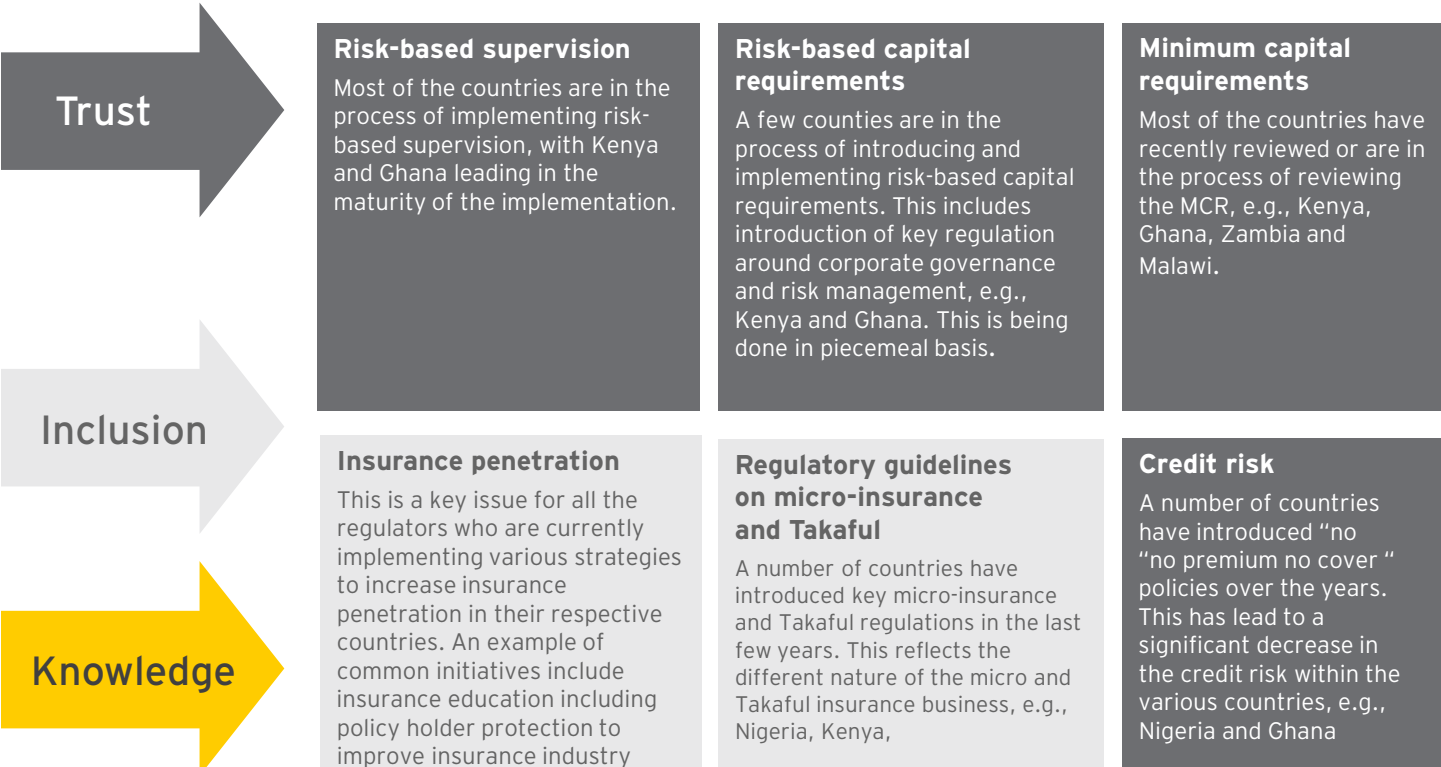 Trust
Risk-based supervision
Most of the countries are in the
process of implementing risk-
based supervision, with Kenya
and Ghana leading in the
maturity of the implementation.
Risk-based capital
requirements
A few counties are in the
process of introducing and
implementing risk-based capital
requirements. This includes
introduction of key regulation
around corporate governance
and risk management, e.g.,
Kenya and Ghana. This is being
done in piecemeal basis.
Minimum capital
requirements
Most of the countries have
recently reviewed or are in
the process of reviewing
the MCR, e.g., Kenya,
Ghana, Zambia and
Malawi.
Inclusion
Knowledge
Insurance penetration
This is a key issue for all the
regulators who are currently
implementing various strategies
to increase insurance
penetration in their respective
countries. An example of
common initiatives include
insurance education including
policy holder protection to
improve insurance industry
Regulatory guidelines
on micro-insurance
and Takaful
A number of countries have
introduced key micro-insurance
and Takaful regulations in the last
few years. This reflects the
different nature of the micro and
Takaful insurance business, e.g.,
Nigeria, Kenya,
Credit risk
A number of countries
have introduced “no
“no premium no cover “
policies over the years.
This has lead to a
significant decrease in
the credit risk within the
various countries, e.g.,
Nigeria and Ghana